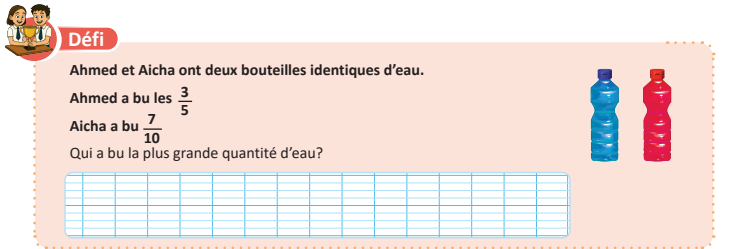 Défi
Ahmed et Aicha ont deux bouteilles identiques d'eau.
Ahmed a bu les 3/5
Aicha a bu 7/10
Qui a bu la plus grande quantité d'eau?